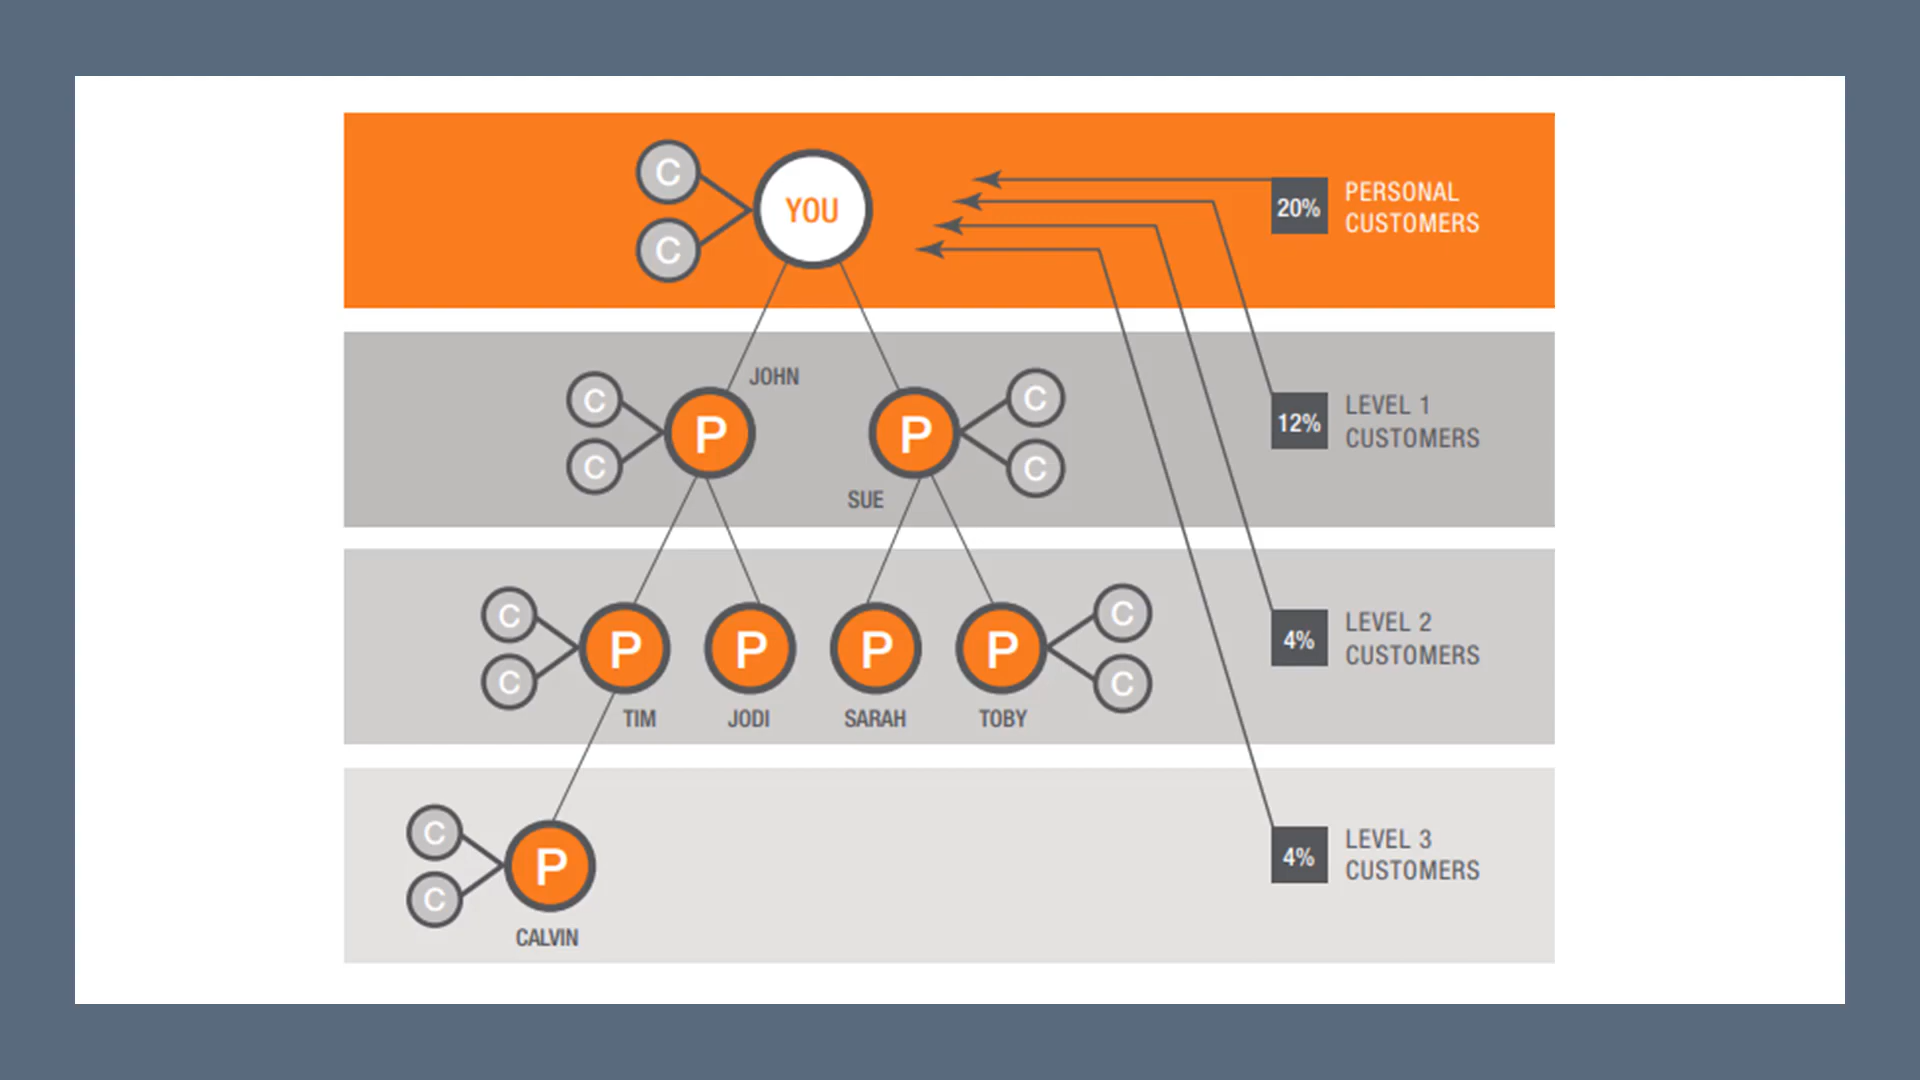 C
YOU
C
20%
PERSONAL
CUSTOMERS
JOHN
C
P
P
C
C
C
SUE
12%
LEVEL 1
CUSTOMERS
C
P
P
P
P
C
C
C
TIM
JODI
SARAH
TOBY
4%
LEVEL 2
CUSTOMERS
C
P
C
CALVIN
4%
LEVEL 3
CUSTOMERS